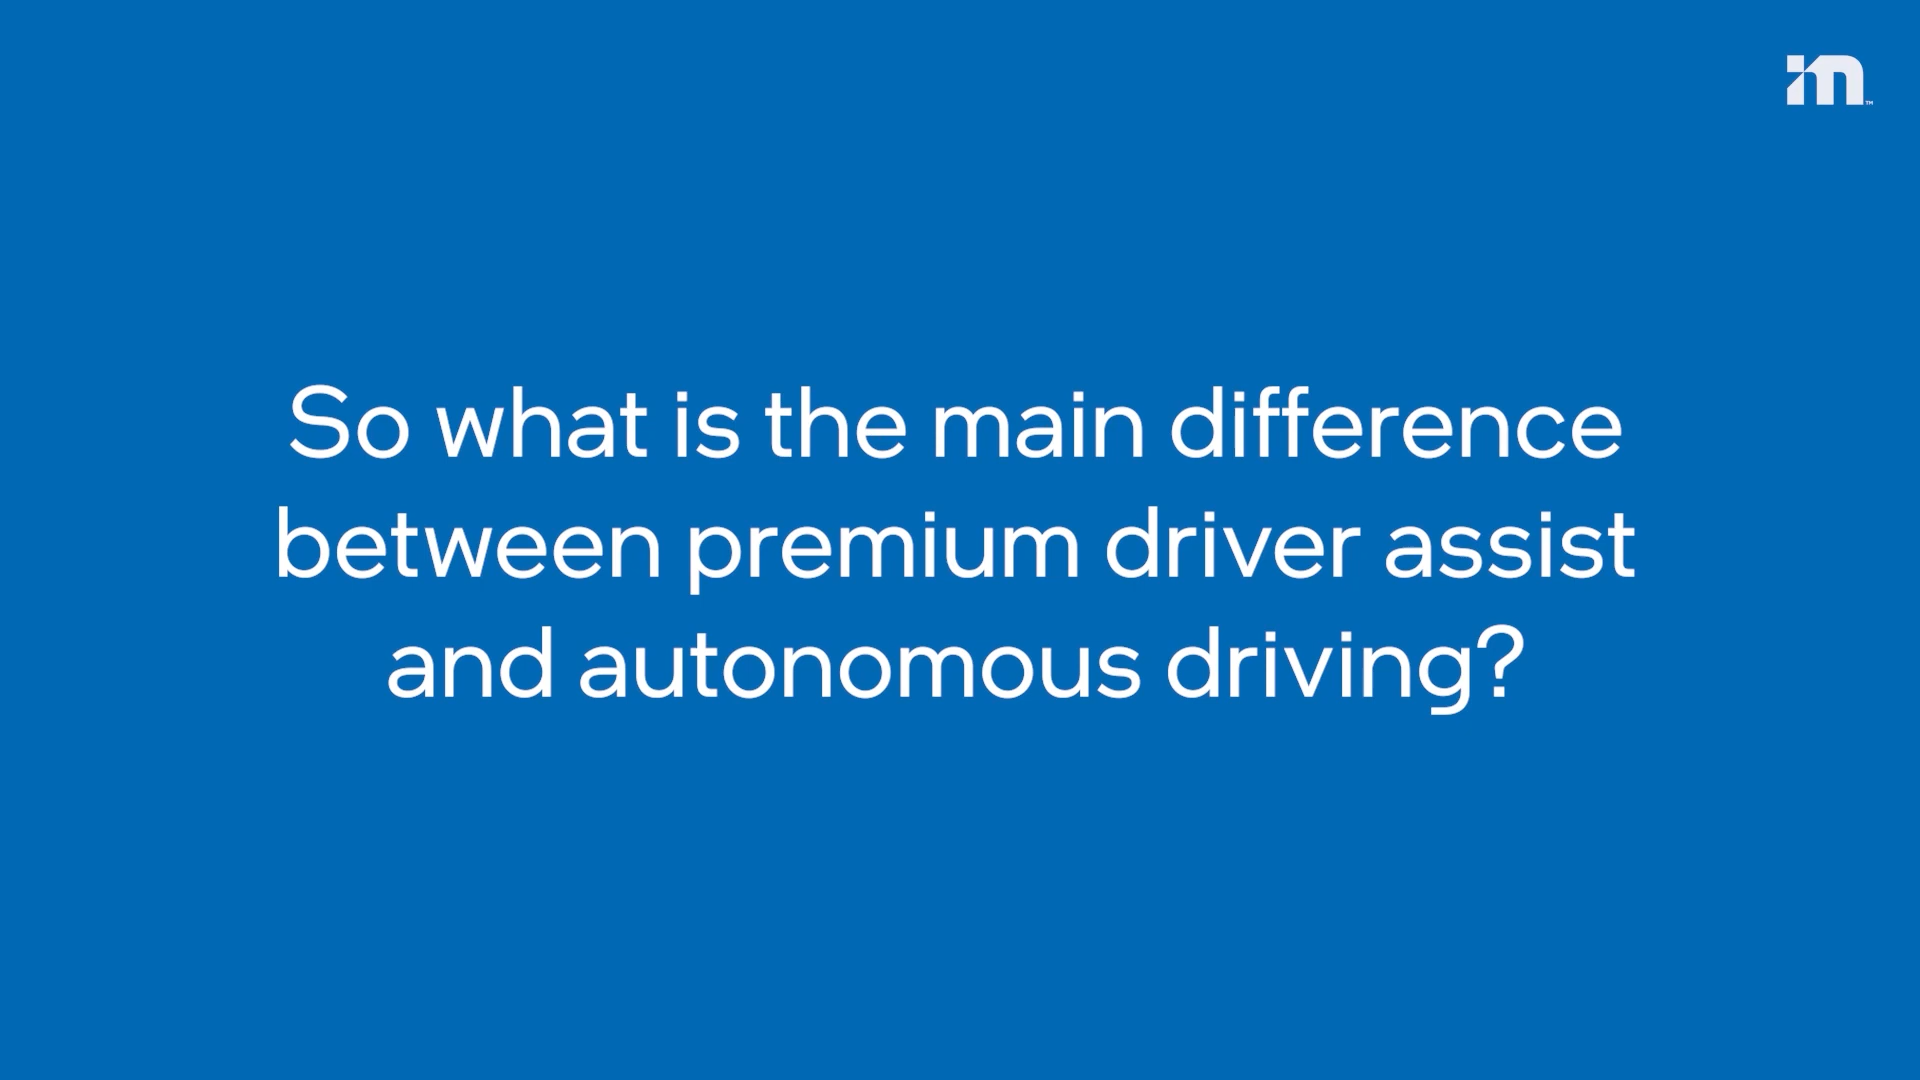 So what is the main difference
between premium driver assist
and autonomous driving?